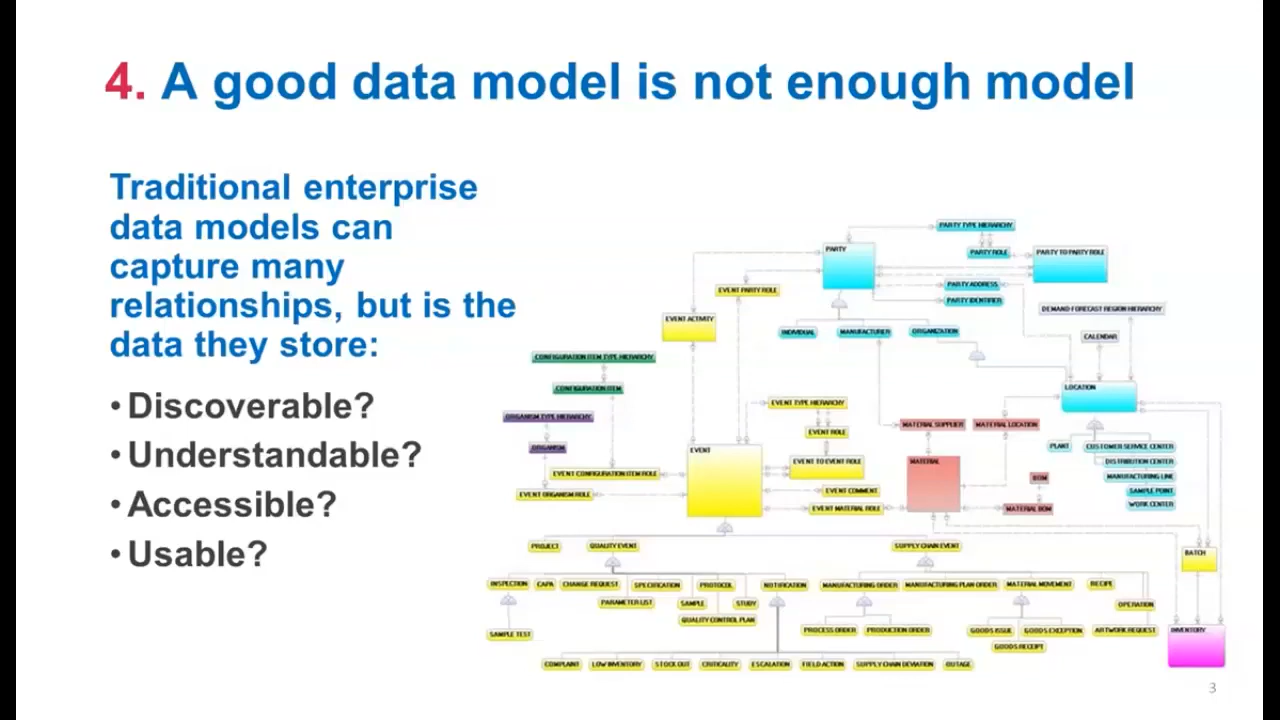 4. A good data model is not enough model
Traditional enterprise
data models can
capture many
relationships, but is the
data they store:
• Discoverable?
• Understandable?
• Accessible?
• Usable?
PARTY TYPE HIERARCHY
PARTY
PARTY ROLE
PARTY TO PARTY ROLE
EVENT PARTY ROLE
PARTY ADDRESS
PARTY IDENTIFIER
DEMAND FORECAST REGION HIERARCHY
EVENT ACTIVITY
INDIVIDUAL
MANUFACTURER
ORGANIZATION
CALENDAR
CONFIGURATION ITEM TYPE HIERARCHY
CONFIGURATION ITEM
LOCATION
ORGANISM TYPE HIERARCHY
EVENT TYPE HIERARCHY
MATERIAL SUPPLIER
MATERIAL LOCATION
EVENT ROLE
ORGANISM
EVENT
PLANT
CUSTOMER SERVICE CENTER
EVENT TO EVENT ROLE
MATERIAL
DISTRIBUTION CENTER
EVENT CONFIGURATION ITEM ROLE
BOM
MANUFACTURING LINE
EVENT ORGANISM ROLE
EVENT COMMENT
SAMPLE POINT
EVENT MATERIAL ROLE
MATERIAL BOM
WORK CENTER
PROJECT
QUALITY EVENT
SUPPLY CHAIN EVENT
BATCH
INSPECTION
CAPA
CHANGE REQUEST
SPECIFICATION
PROTOCOL
NOTIFICATION
MANUFACTURING ORDER
MANUFACTURING PLAN ORDER
MATERIAL MOVEMENT
RECIPE
PARAMETER LIST
SAMPLE
STUDY
OPERATION
QUALITY CONTROL PLAN
SAMPLE TEST
PROCESS ORDER
PRODUCTION ORDER
GOODS ISSUE
GOODS EXCEPTION
ARTWORK REQUEST
INVENTORY
GOODS RECEIPT
COMPLAINT
LOW INVENTORY
STOCK OUT
CRITICALITY
ESCALATION
FIELD ACTION
SUPPLY CHAIN DEVIATION
OUTAGE
3